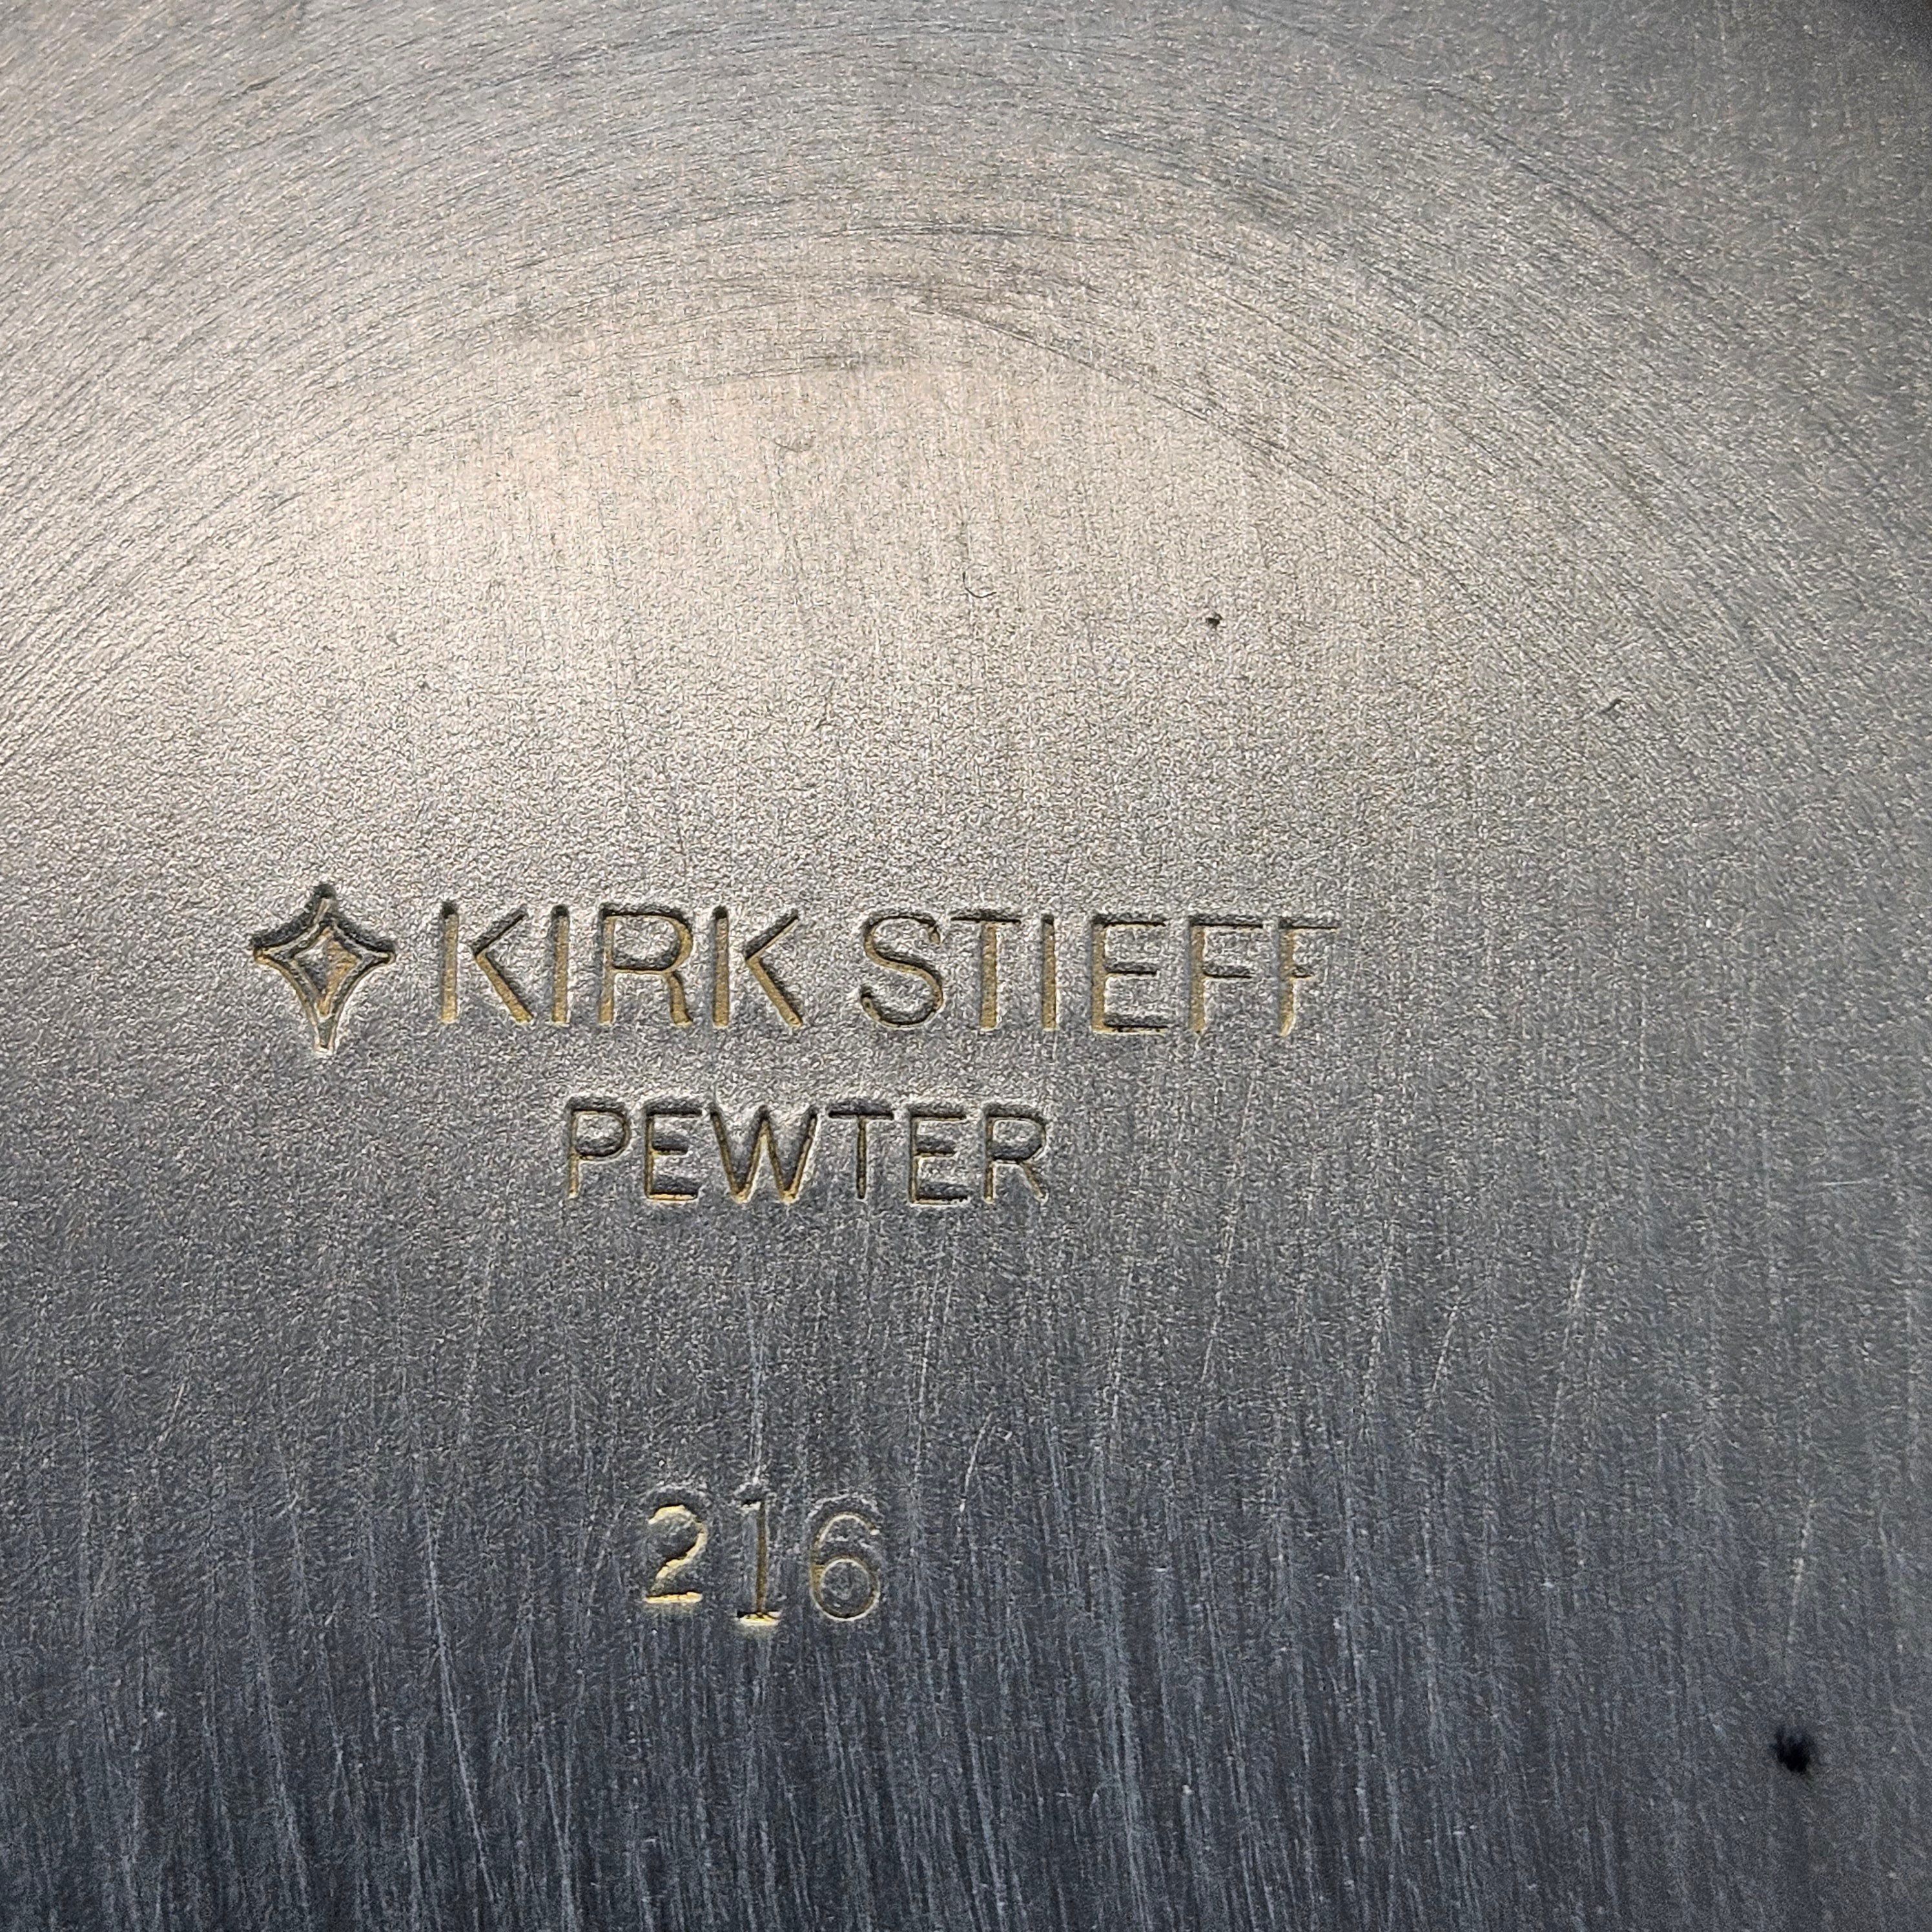 KIRK STIEFF
PEWTER
216